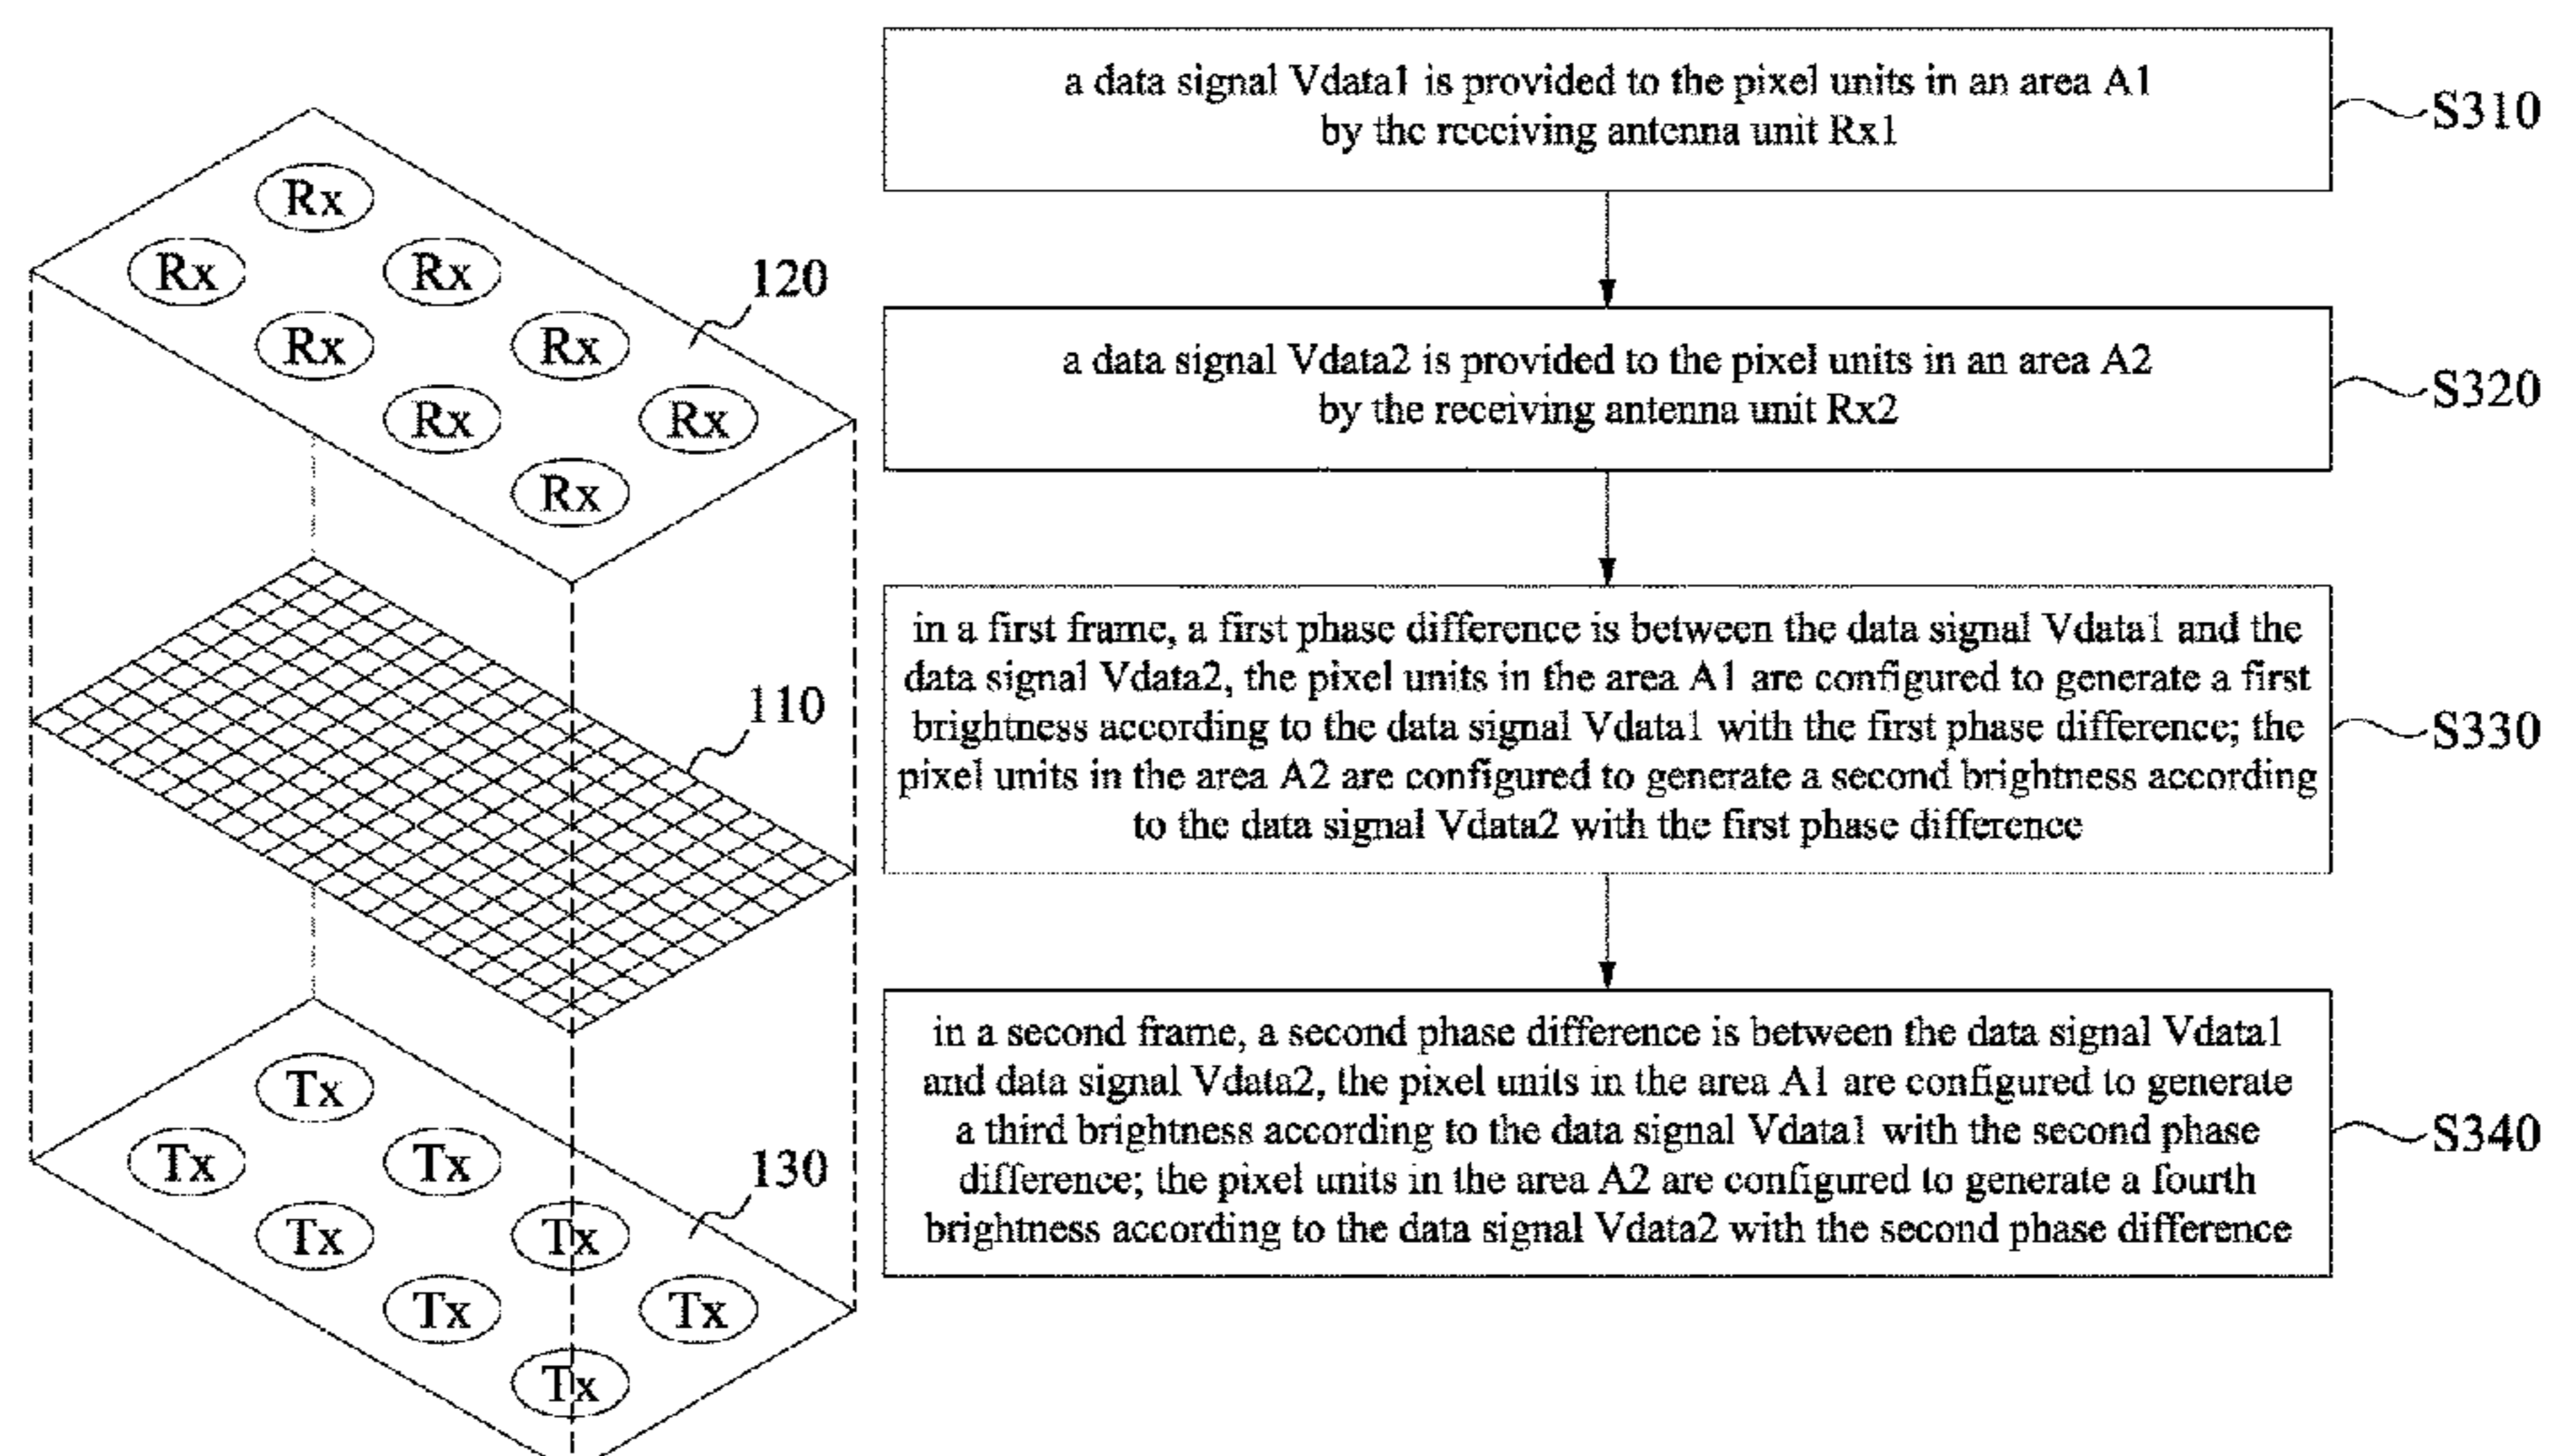 Rx
Rx
Rx
120
Rx
Rx
Rx
Rx
Rx
110
Tx
Tx
Tx
130
Tx
Tx
Tx
Tx
Tx
a data signal Vdata1 is provided to the pixel units in an area A1
by the receiving antenna unit Rx1
S310
a data signal Vdata2 is provided to the pixel units in an area A2
by the receiving antenna unit Rx2
S320
in a first frame, a first phase difference is between the data signal Vdata1 and the
data signal Vdata2, the pixel units in the area A1 are configured to generate a first
brightness according to the data signal Vdata1 with the first phase difference; the
pixel units in the area A2 are configured to generate a second brightness according
to the data signal Vdata2 with the first phase difference
S330
in a second frame, a second phase difference is between the data signal Vdata1
and data signal Vdata2, the pixel units in the area A1 are configured to generate
a third brightness according to the data signal Vdata1 with the second phase
difference; the pixel units in the area A2 are configured to generate a fourth
brightness according to the data signal Vdata2 with the second phase difference
S340